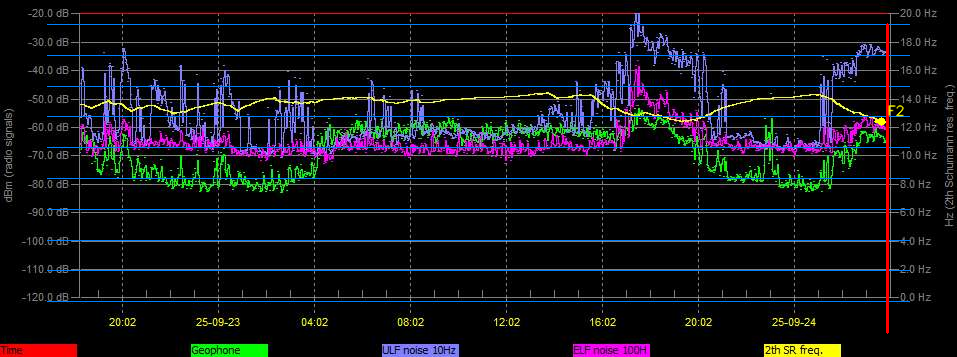 -20.0 dB 20.0 Hz
-30.0 dB 18.0 Hz
-40.0 dB 16.0 Hz
-50.0 dB 14.0 Hz
F2
-60.0 dB 12.0 Hz
-70.0 dB 10.0 Hz
-80.0 dB 8.0 Hz
-90.0 dB 6.0 Hz
-100.0 dB 4.0 Hz
-110.0 dB 2.0 Hz
-120.0 dB 0.0 Hz
dBm (radio signals)
Hz (2th Schumann res. freq.)
20:02 25-09-23 04:02 08:02 12:02 16:02 20:02 25-09-24
Time Geophone ULF noise 10Hz ELF noise 100H 2th SR freq.